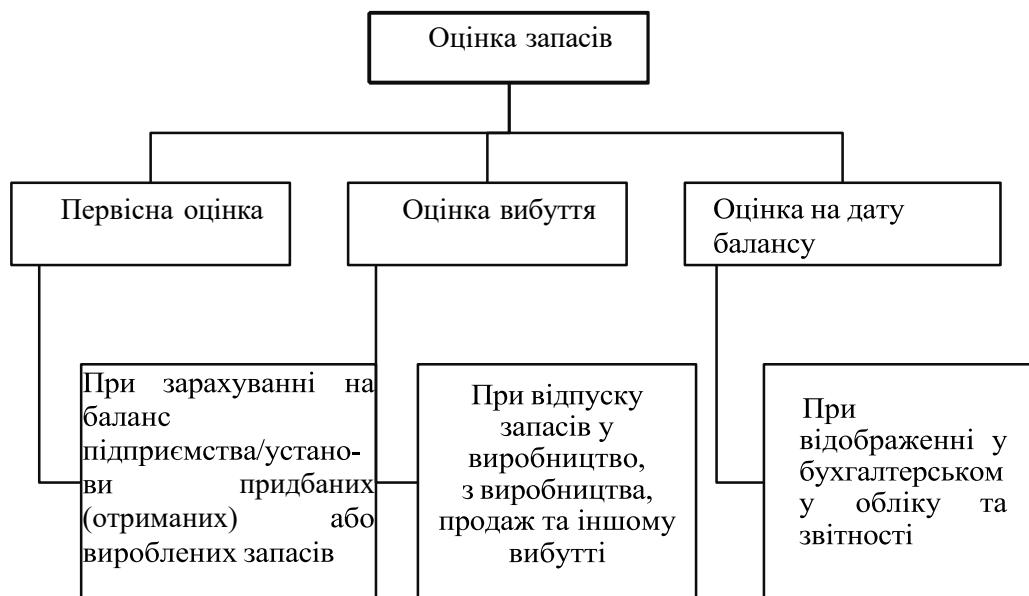 Оцінка запасів
Первісна оцінка
Оцінка вибуття
Оцінка на дату
балансу
При зарахуванні на
баланс
підприємства/устано-
ви придбаних
(отриманих) або
вироблених запасів
При відпуску
запасів у
виробництво,
з виробництва,
продаж та іншому
вибутті
При
відображенні у
бухгалтерськом
у обліку та
звітності